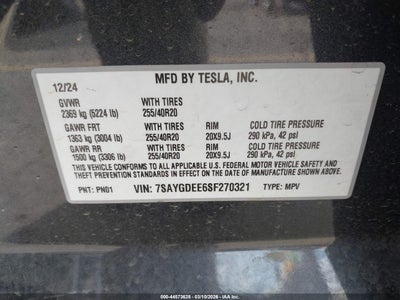 MFD BY TESLA, INC.
12/24
GVWR WITH TIRES
2369 kg (5224 lb) 255/40R20
GAWR FRT WITH TIRES RIM COLD TIRE PRESSURE
1363 kg (3004 lb) 255/40R20 20X9.5J 290 kPa, 42 psi
GAWR RR WITH TIRES RIM COLD TIRE PRESSURE
1500 kg (3306 lb) 255/40R20 20X9.5J 290 kPa, 42 psi
THIS VEHICLE CONFORMS TO ALL APPLICABLE U.S. FEDERAL MOTOR VEHICLE SAFETY AND
THEFT PREVENTION STANDARDS IN EFFECT ON THE DATE OF MANUFACTURE SHOWN ABOVE.
PNT: PN01 VIN: 7SAYGDEE6SF270321 TYPE: MPV
000-44573625 - 03/10/2026 - IAAI.COM